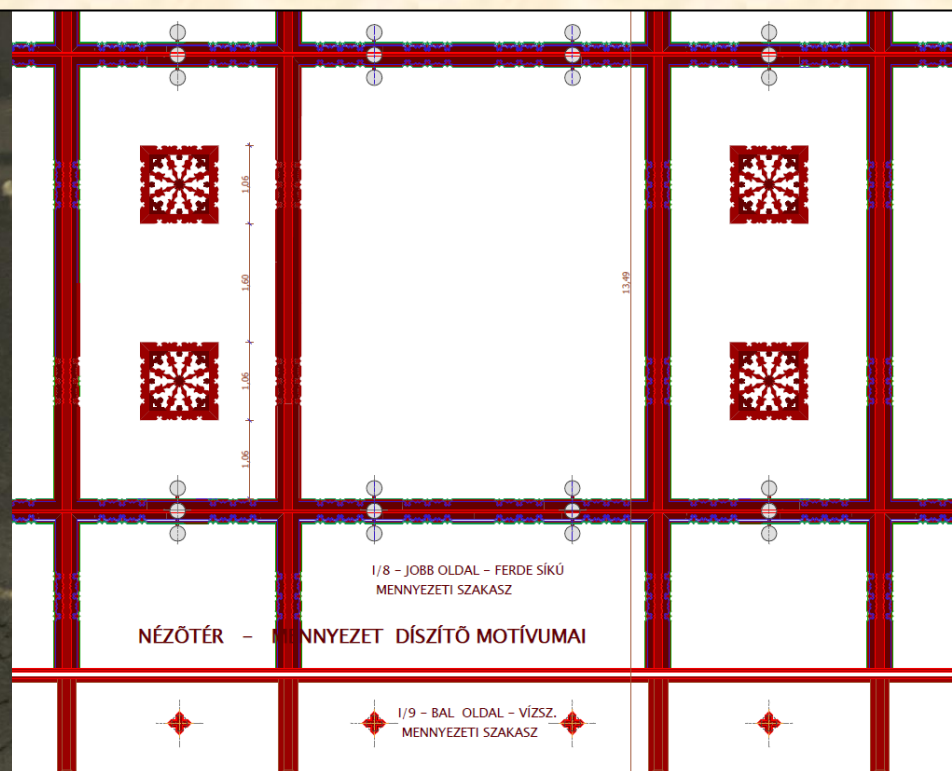 1,06
1,60
13,49
1,06
1,06
I/8 – JOBB OLDAL – FERDE SÍKÚ
MENNYEZETI SZAKASZ
NÉZÕTÉR – MENNYEZET DÍSZÍTÕ MOTÍVUMAI
I/9 – BAL OLDAL – VÍZSZ.
MENNYEZETI SZAKASZ